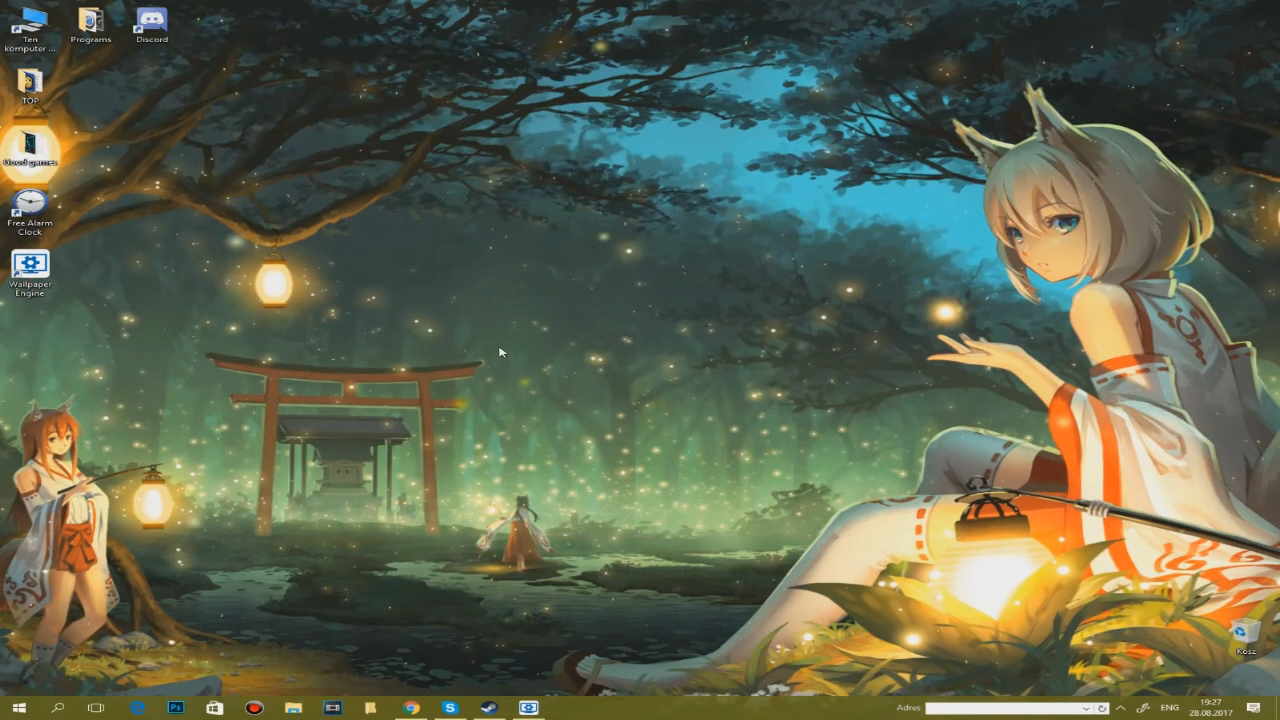 Ten
komputer ...
Programs
Discord
TOP
Good games
Free Alarm
Clock
Wallpaper
Engine
Kosz
Ps
S
Adres
ENG
19:27
28.08.2017